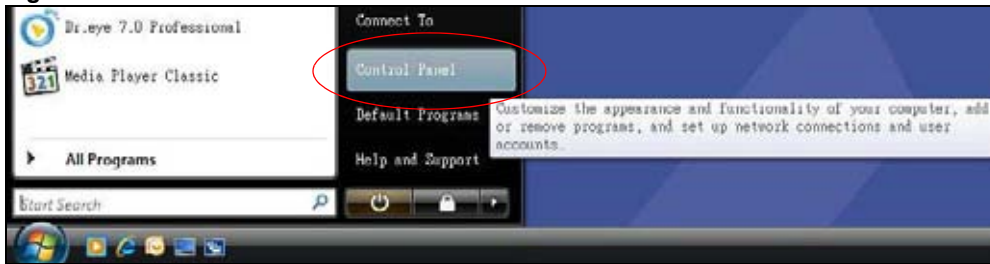 Dr.eye 7.0 Professional
321 Media Player Classic
All Programs
Start Search
Connect To
Control Panel
Default Programs
Help and Support
Customize the appearance and functionality of your computer, add
or remove programs, and set up network connections and user
accounts.